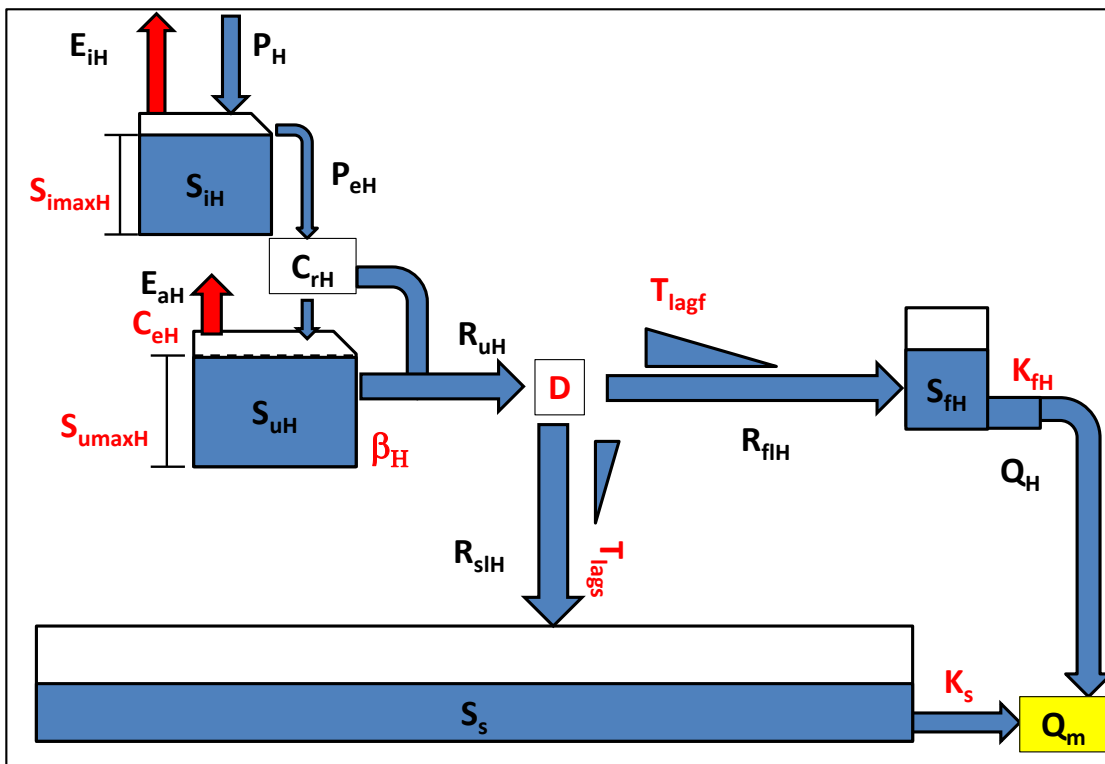 EiH
PH
PeH
SimaxH
SiH
CrH
EaH
CeH
RuH
Tlagf
D
SumaxH
SuH
βH
SfH
KfH
RflH
QH
RslH
Tlags
Ks
Ss
Qm